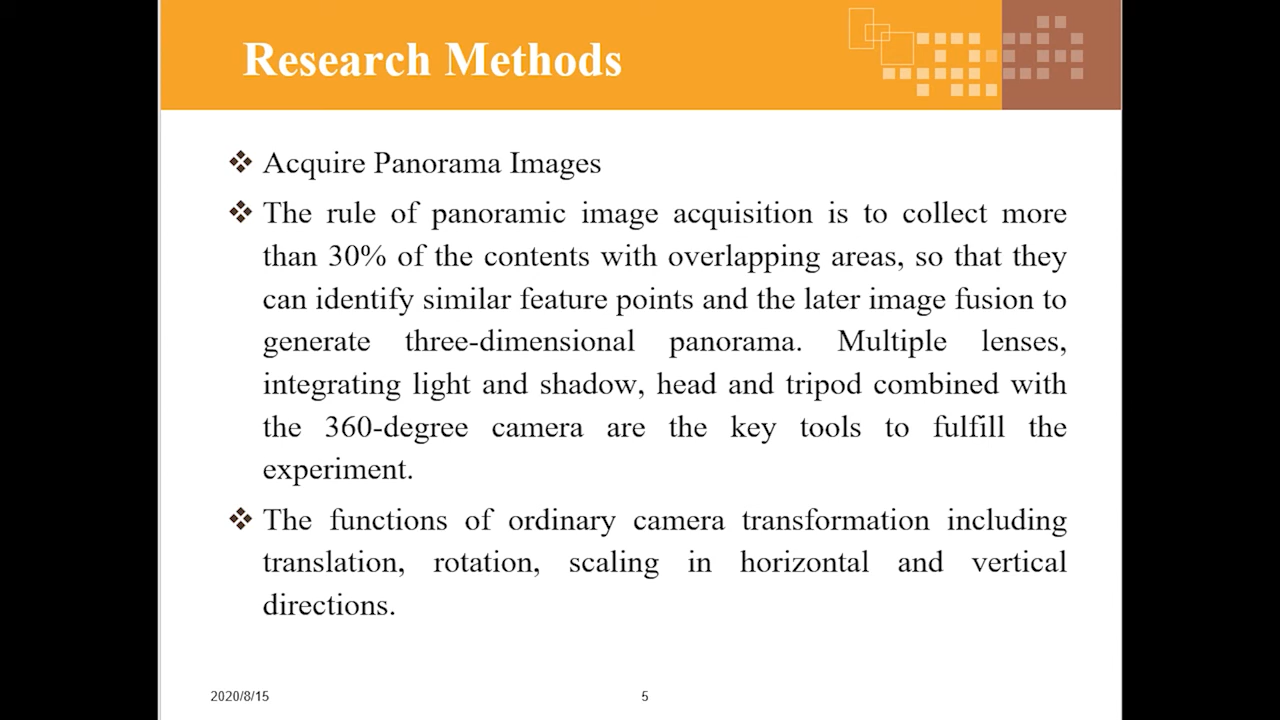 Research Methods
Acquire Panorama Images
The rule of panoramic image acquisition is to collect more
than 30% of the contents with overlapping areas, so that they
can identify similar feature points and the later image fusion to
generate three-dimensional panorama. Multiple lenses,
integrating light and shadow, head and tripod combined with
the 360-degree camera are the key tools to fulfill the
experiment.
The functions of ordinary camera transformation including
translation, rotation, scaling in horizontal and vertical
directions.
2020/8/15
5